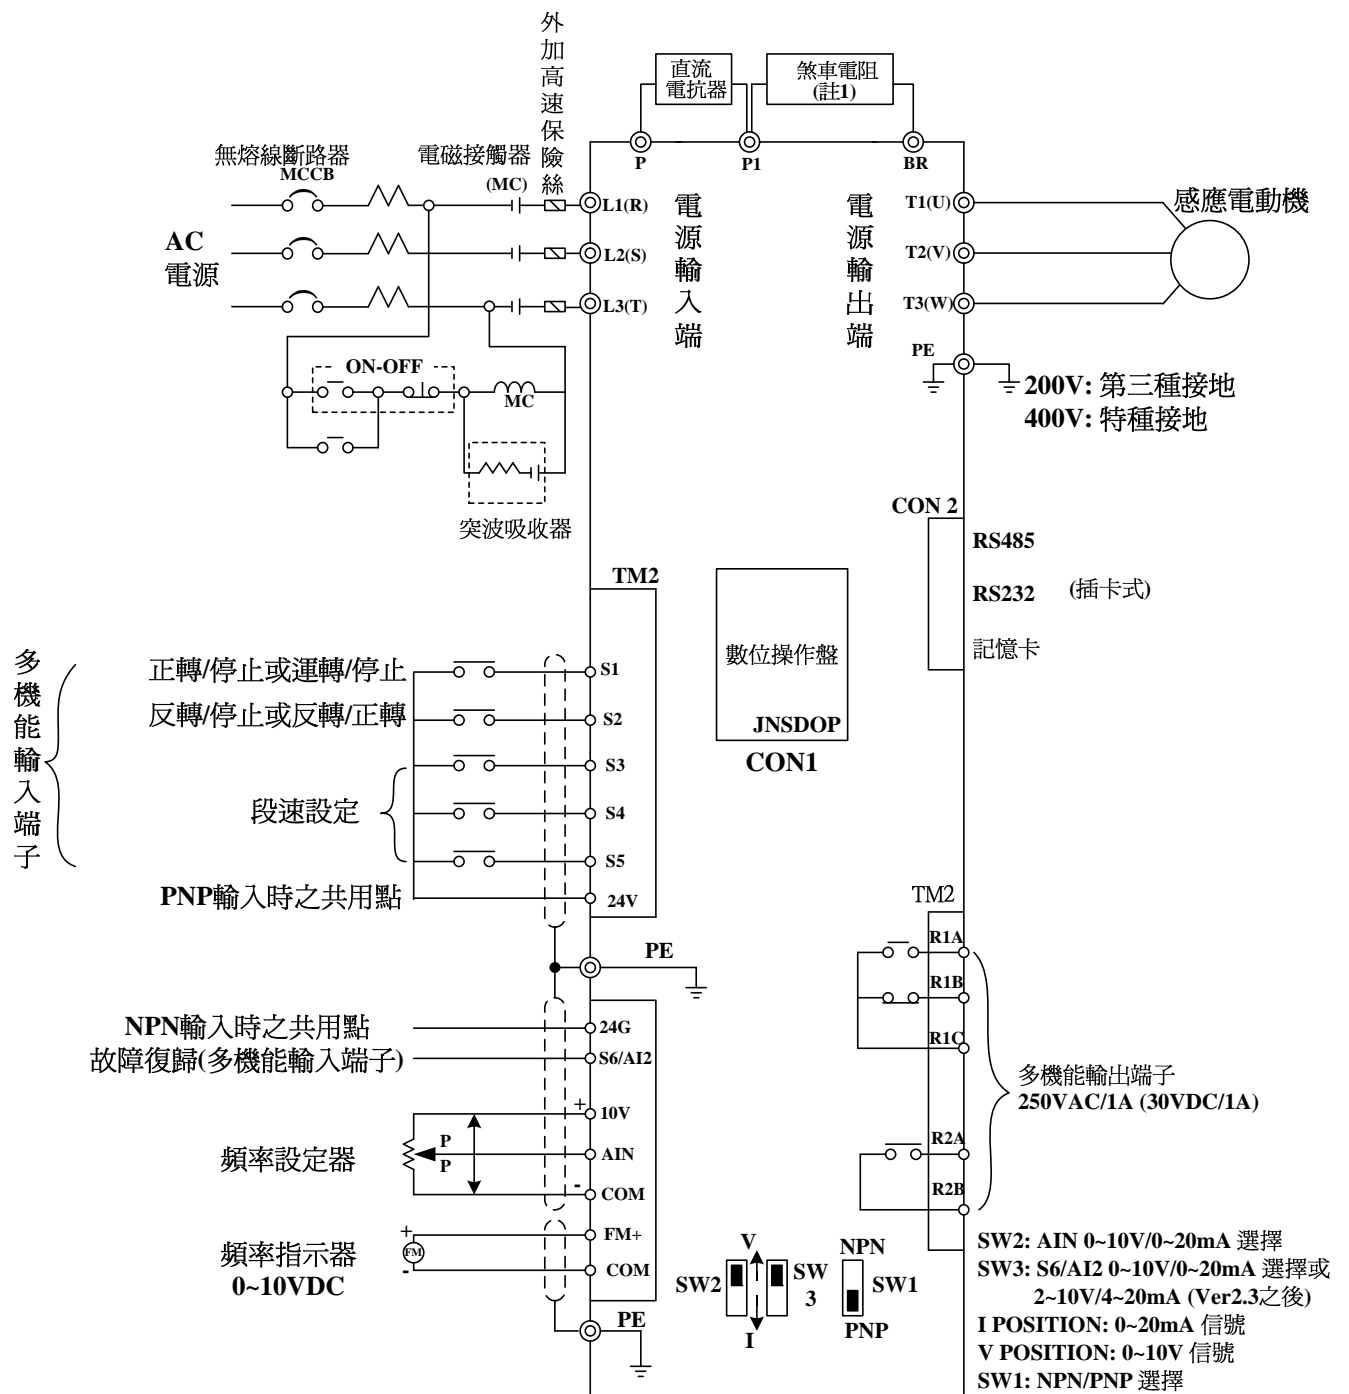 外加高速保險絲
直流
電抗器
煞車電阻
(註1)
P
P1
BR
無熔線斷路器
MCCB
電磁接觸器
(MC)
L1(R)
L2(S)
L3(T)
AC
電源
電源輸入端
電源輸出端
T1(U)
T2(V)
T3(W)
感應電動機
PE
200V: 第三種接地
400V: 特種接地
ON-OFF
MC
突波吸收器
CON 2
RS485
RS232
(插卡式)
記憶卡
TM2
數位操作盤
JNSDOP
CON1
多機能輸入端子
正轉/停止或運轉/停止
S1
反轉/停止或反轉/正轉
S2
S3
段速設定
S4
S5
PNP輸入時之共用點
24V
PE
TM2
R1A
R1B
R1C
R2A
R2B
多機能輸出端子
250VAC/1A (30VDC/1A)
NPN輸入時之共用點
24G
故障復歸(多機能輸入端子)
S6/AI2
+
10V
頻率設定器
P
P
AIN
-
COM
頻率指示器
0~10VDC
+
FM
-
FM+
COM
PE
V
SW2
SW
3
I
NPN
SW1
PNP
SW2: AIN 0~10V/0~20mA 選擇
SW3: S6/AI2 0~10V/0~20mA 選擇或
2~10V/4~20mA (Ver2.3之後)
I POSITION: 0~20mA 信號
V POSITION: 0~10V 信號
SW1: NPN/PNP 選擇